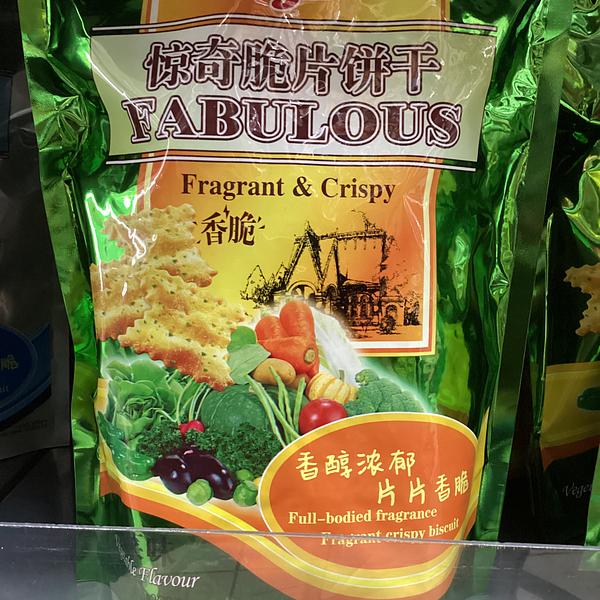 惊奇脆片饼干
FABULOUS
Fragrant & Crispy
香脆
香醇浓郁
片片香脆
Full-bodied fragrance
Fragrant crispy biscuit
Flavour